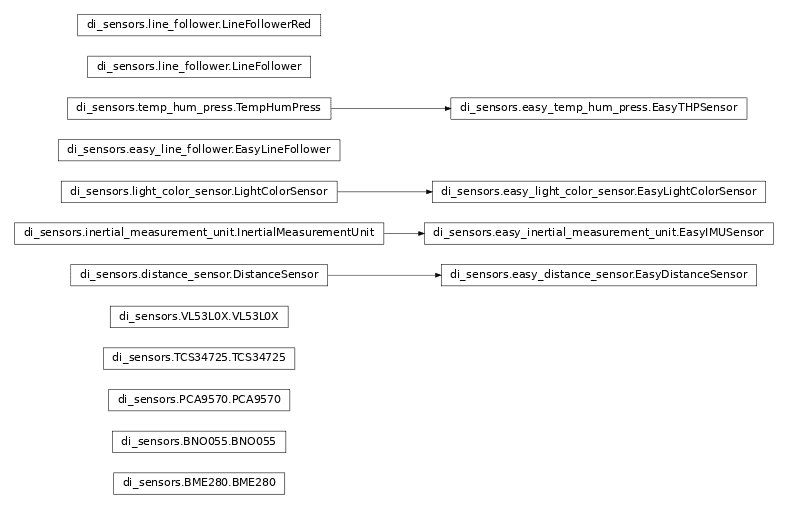 di_sensors.line_follower.LineFollowerRed
di_sensors.line_follower.LineFollower
di_sensors.temp_hum_press.TempHumPress
di_sensors.easy_temp_hum_press.EasyTHPSensor
di_sensors.easy_line_follower.EasyLineFollower
di_sensors.light_color_sensor.LightColorSensor
di_sensors.easy_light_color_sensor.EasyLightColorSensor
di_sensors.inertial_measurement_unit.InertialMeasurementUnit
di_sensors.easy_inertial_measurement_unit.EasyIMUSensor
di_sensors.distance_sensor.DistanceSensor
di_sensors.easy_distance_sensor.EasyDistanceSensor
di_sensors.VL53L0X.VL53L0X
di_sensors.TCS34725.TCS34725
di_sensors.PCA9570.PCA9570
di_sensors.BNO055.BNO055
di_sensors.BME280.BME280